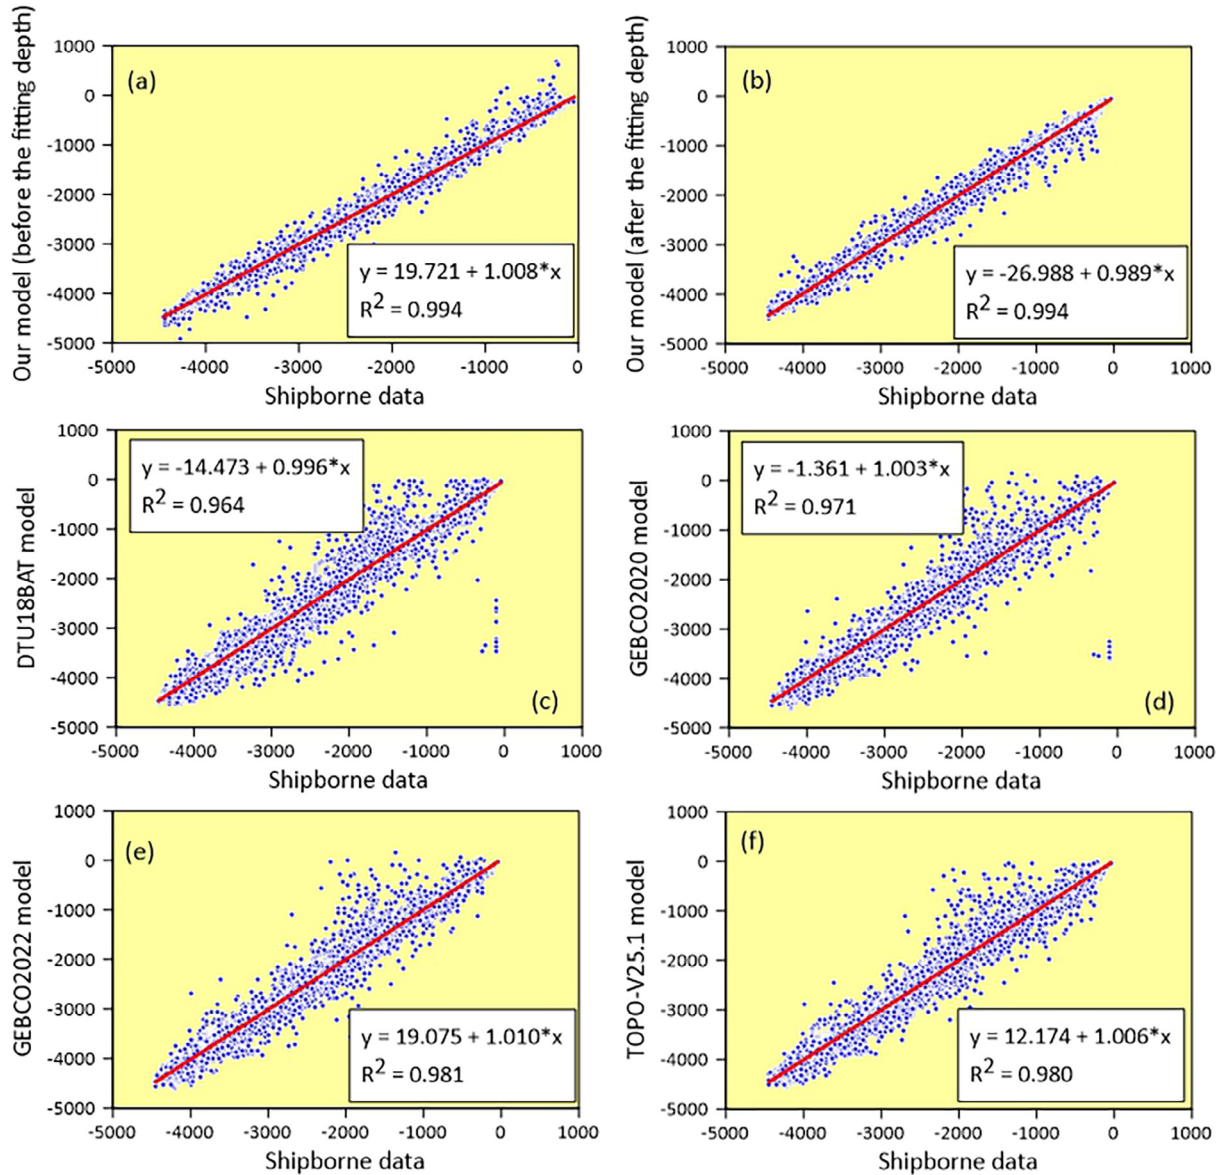 Our model (before the fitting depth)
1000
0
-1000
-2000
-3000
-4000
-5000
(a)
y = 19.721 + 1.008*x
R2 = 0.994
-5000 -4000 -3000 -2000 -1000 0
Shipborne data
Our model (after the fitting depth)
1000
0
-1000
-2000
-3000
-4000
-5000
(b)
y = -26.988 + 0.989*x
R2 = 0.994
-5000 -4000 -3000 -2000 -1000 0 1000
Shipborne data
DTU18BAT model
1000
0
-1000
-2000
-3000
-4000
-5000
y = -14.473 + 0.996*x
R2 = 0.964
(c)
-5000 -4000 -3000 -2000 -1000 0 1000
Shipborne data
GEBCO2020 model
1000
0
-1000
-2000
-3000
-4000
-5000
y = -1.361 + 1.003*x
R2 = 0.971
(d)
-5000 -4000 -3000 -2000 -1000 0 1000
Shipborne data
GEBCO2022 model
1000
0
-1000
-2000
-3000
-4000
-5000
(e)
y = 19.075 + 1.010*x
R2 = 0.981
-5000 -4000 -3000 -2000 -1000 0 1000
Shipborne data
TOPO-V25.1 model
1000
0
-1000
-2000
-3000
-4000
-5000
(f)
y = 12.174 + 1.006*x
R2 = 0.980
-5000 -4000 -3000 -2000 -1000 0 1000
Shipborne data